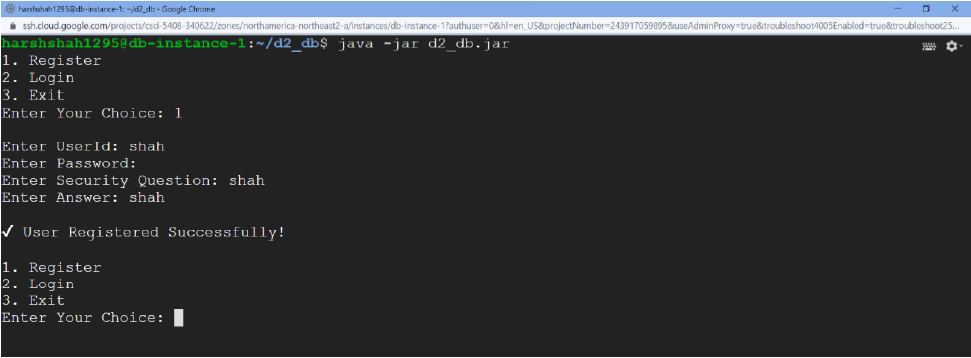 harshshah1295@db-instance-1: ~/d2_db - Google Chrome
ssh.cloud.google.com/projects/csci-5408-340622/zones/northamerica-northeast2-a/instances/db-instance-1?authuser=0&hl=en_US&projectNumber=243917059895&useAdminProxy=true&troubleshoot4005Enabled=true&troubleshoot25...
harshshah1295@db-instance-1:~/d2_db$ java -jar d2_db.jar
1. Register
2. Login
3. Exit
Enter Your Choice: 1
Enter UserId: shah
Enter Password:
Enter Security Question: shah
Enter Answer: shah
✓ User Registered Successfully!
1. Register
2. Login
3. Exit
Enter Your Choice: